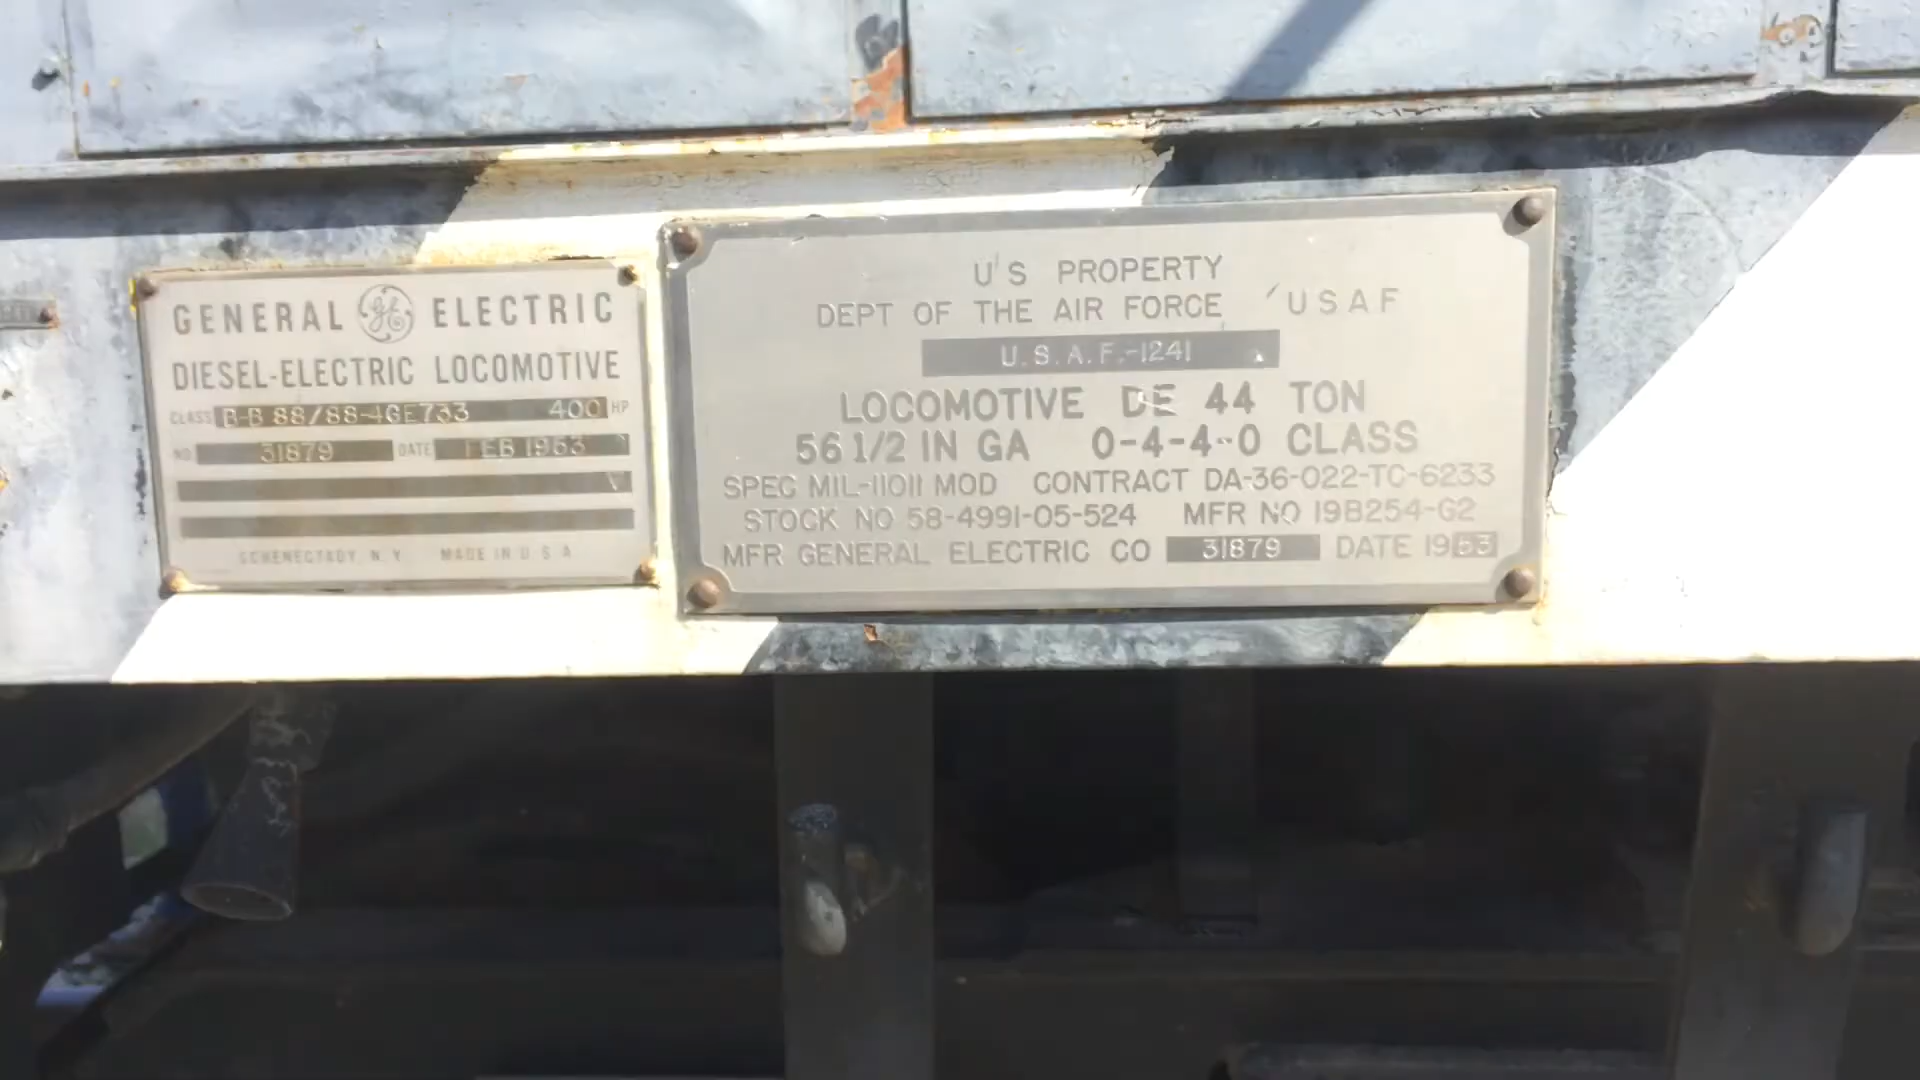 GENERAL GE ELECTRIC
DIESEL-ELECTRIC LOCOMOTIVE
CLASS B-B 88/88-4GE733 400 HP
NO. 31879 DATE FEB 1953
SCHENECTADY, N.Y. MADE IN U S A
U'S PROPERTY
DEPT OF THE AIR FORCE USAF
U.S.A.F.-1241
LOCOMOTIVE DE 44 TON
56 1/2 IN GA 0-4-4-0 CLASS
SPEC MIL-11011 MOD CONTRACT DA-36-022-TC-6233
STOCK NO 58-4991-05-524 MFR NO 19B254-G2
MFR GENERAL ELECTRIC CO 31879 DATE 1953